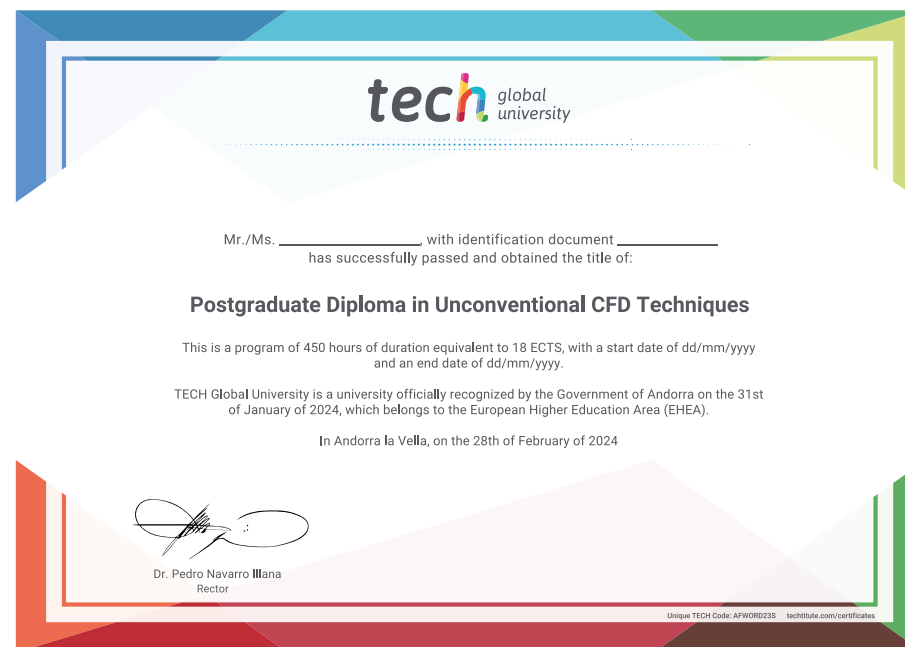 tech global
university
Mr./Ms. ____________, with identification document ____________
has successfully passed and obtained the title of:
Postgraduate Diploma in Unconventional CFD Techniques
This is a program of 450 hours of duration equivalent to 18 ECTS, with a start date of dd/mm/yyyy
and an end date of dd/mm/yyyy.
TECH Global University is a university officially recognized by the Government of Andorra on the 31st
of January of 2024, which belongs to the European Higher Education Area (EHEA).
In Andorra la Vella, on the 28th of February of 2024
Dr. Pedro Navarro Illana
Rector
Unique TECH Code: AFWORD23S techtitute.com/certificates